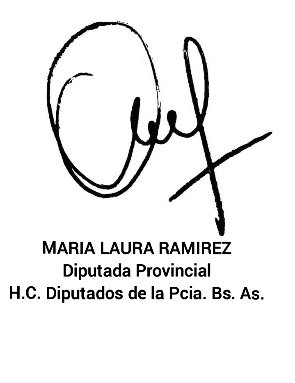 MARIA LAURA RAMIREZ
Diputada Provincial
H.C. Diputados de la Pcia. Bs. As.